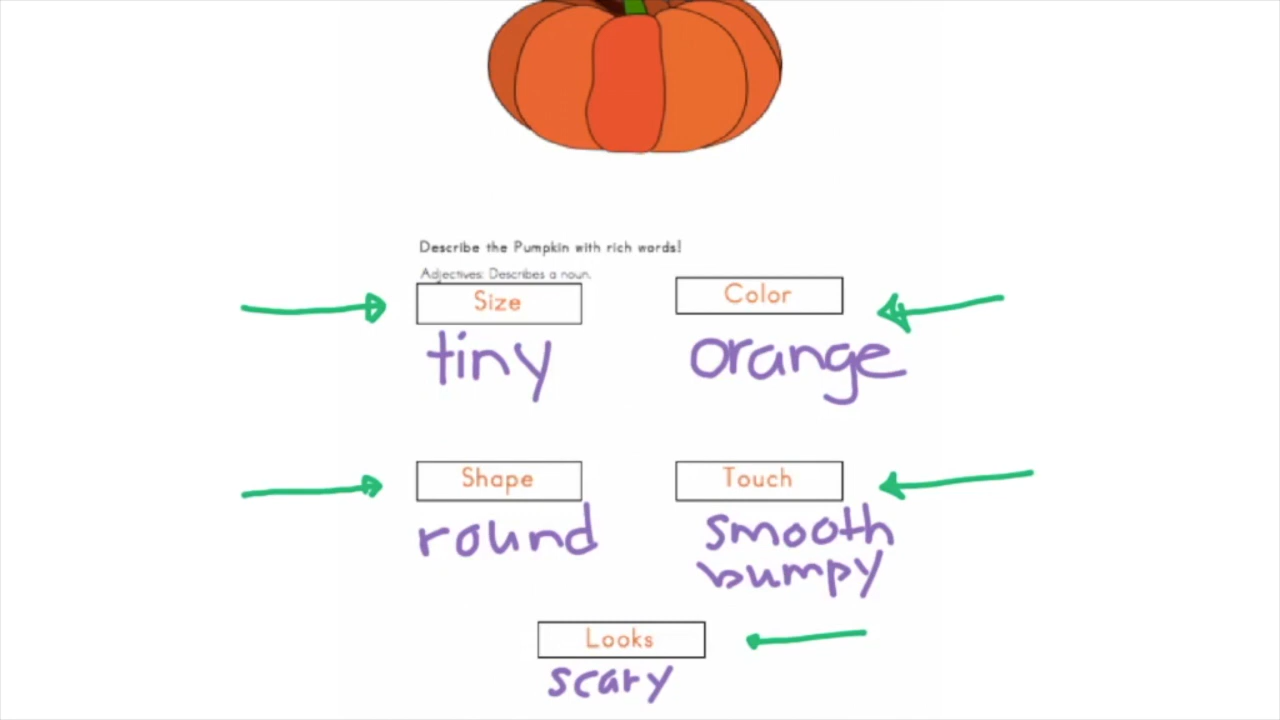 Describe the Pumpkin with rich words!
Adjectives: Describes a noun.
Size
Color
tiny
orange
Shape
Touch
round
smooth
bumpy
Looks
scary